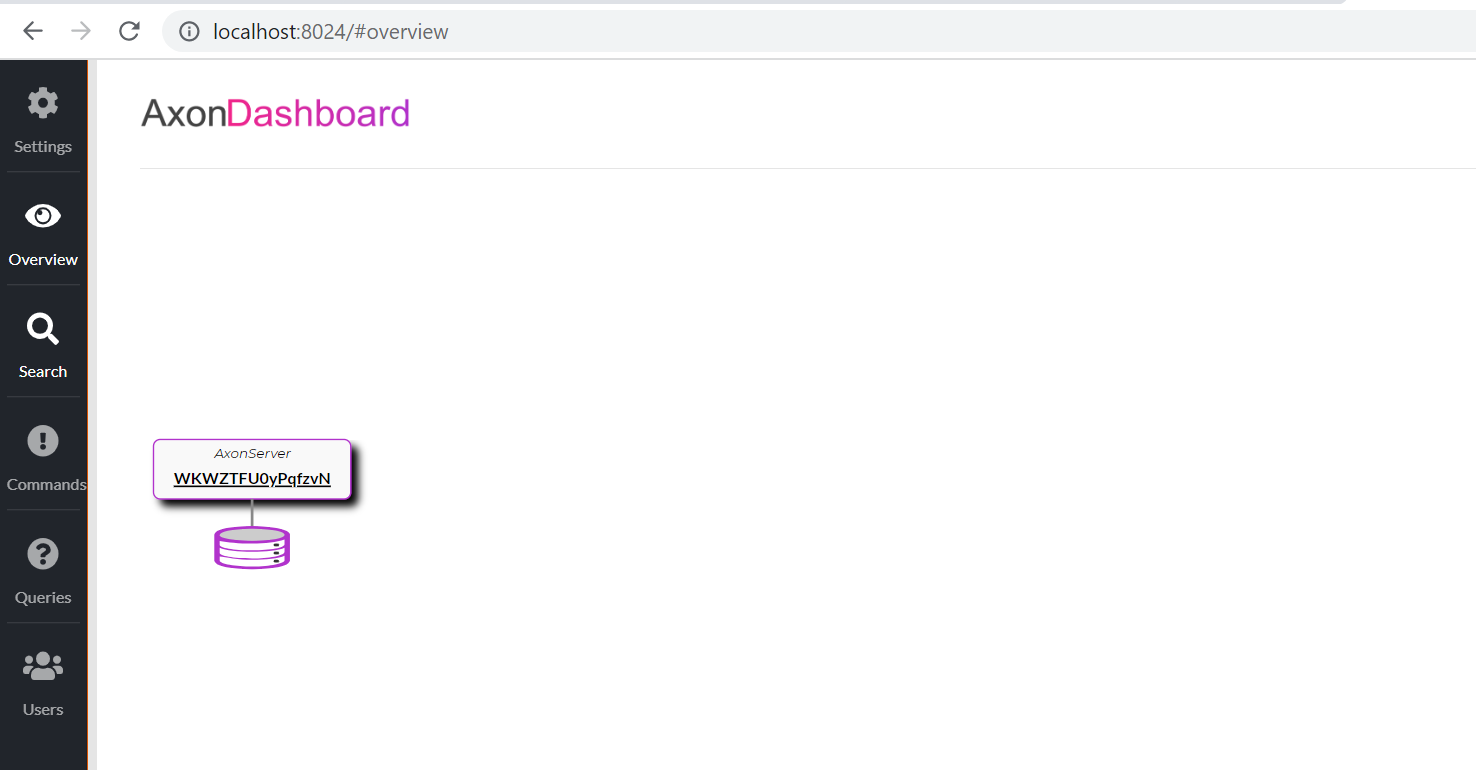 localhost:8024/#overview
AxonDashboard
Settings
Overview
Search
Commands
Queries
Users
AxonServer
WKWZTFU0yPqfzvN